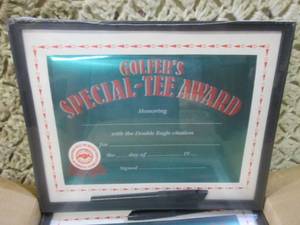 GOLFER'S
SPECIAL-TEE AWARD
Honoring
with the Double Eagle citation
for
the day of 19
Signed